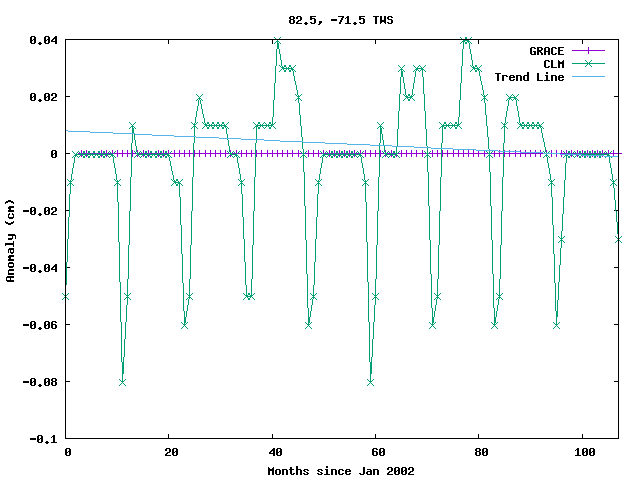 82.5, -71.5 TWS
0.04
0.02
0
-0.02
-0.04
-0.06
-0.08
-0.1
Anomaly (cm)
GRACE
CLM
Trend Line
0 20 40 60 80 100
Months since Jan 2002